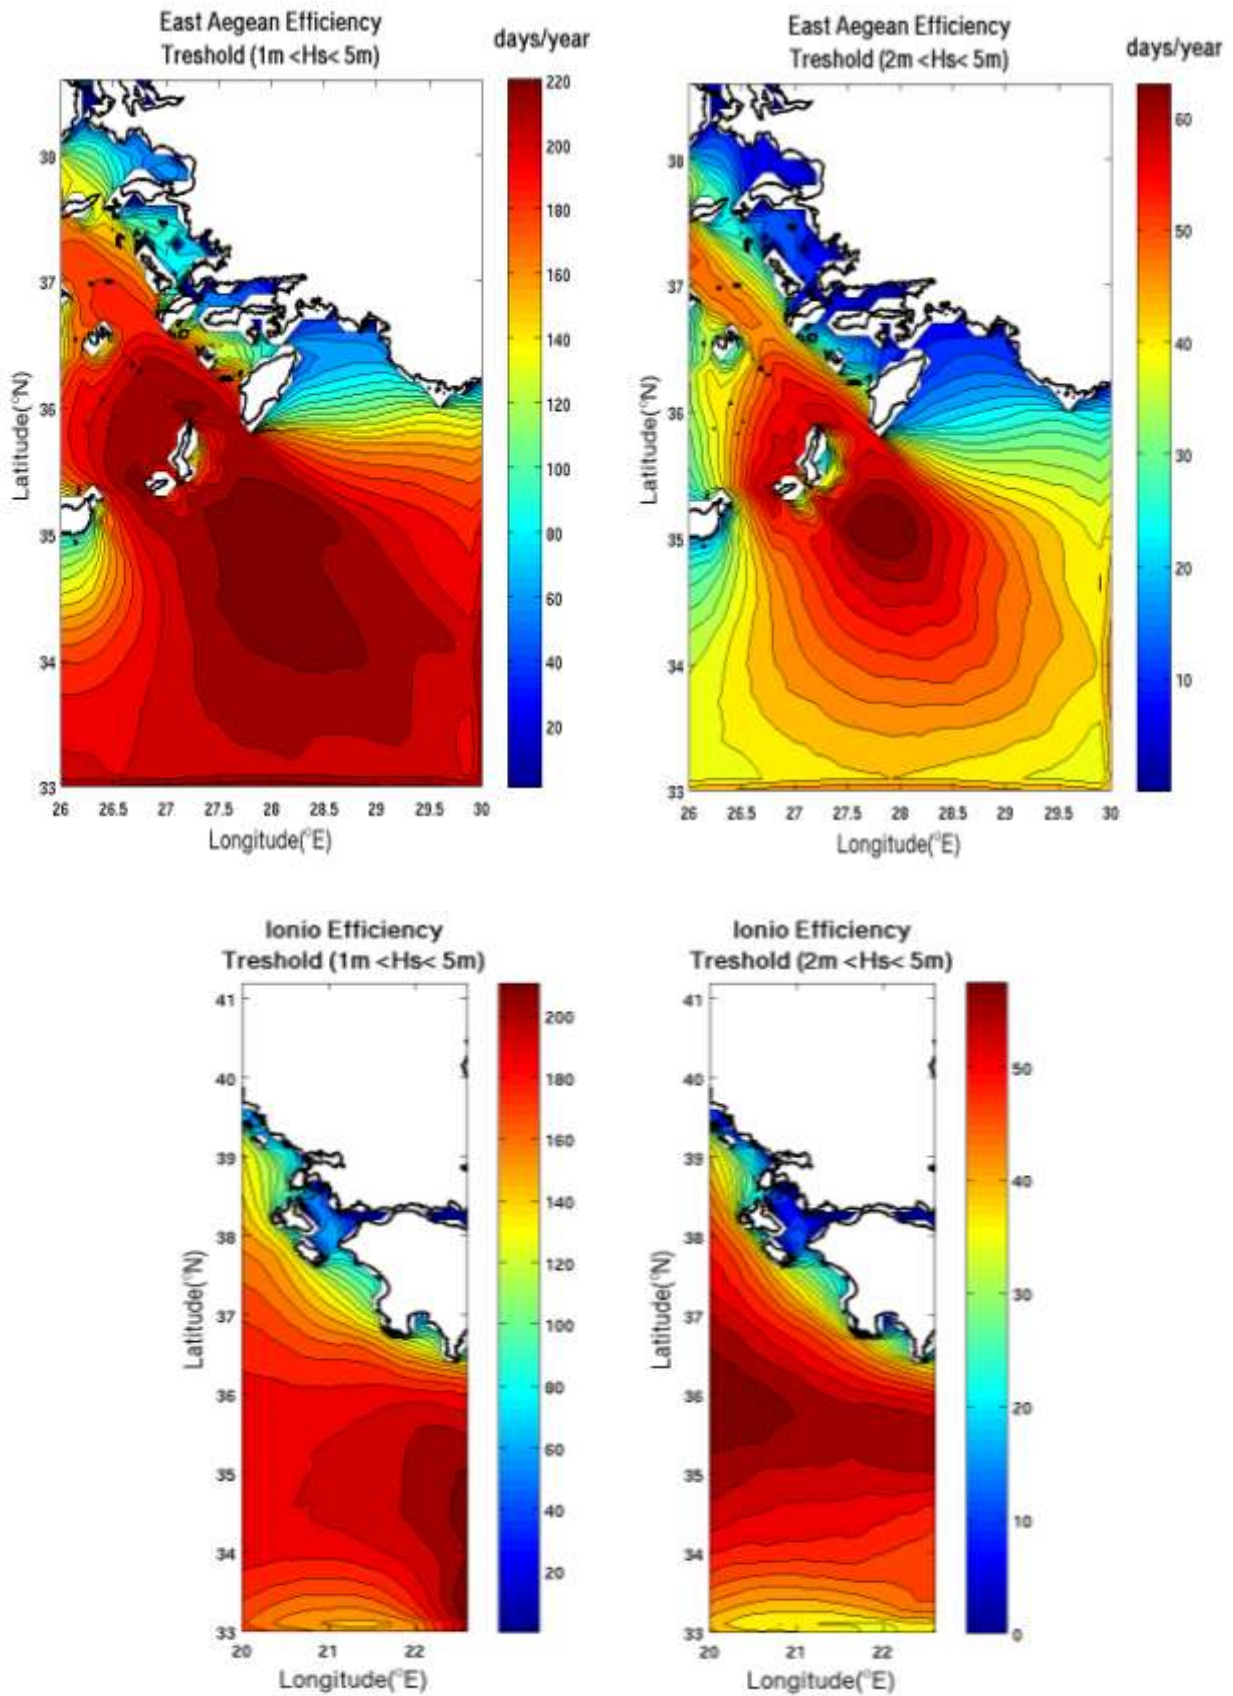 East Aegean Efficiency
Treshold (1m <Hs< 5m)
days/year
220
200
180
160
140
120
100
80
60
40
20
38
37
36
35
34
33
Latitude(°N)
26 26.5 27 27.5 28 28.5 29 29.5 30
Longitude(°E)
East Aegean Efficiency
Treshold (2m <Hs< 5m)
days/year
60
50
40
30
20
10
38
37
36
35
34
33
Latitude(°N)
26 26.5 27 27.5 28 28.5 29 29.5 30
Longitude(°E)
Ionio Efficiency
Treshold (1m <Hs< 5m)
200
180
160
140
120
100
80
60
40
20
41
40
39
38
37
36
35
34
33
Latitude(°N)
20 21 22
Longitude(°E)
Ionio Efficiency
Treshold (2m <Hs< 5m)
50
40
30
20
10
0
41
40
39
38
37
36
35
34
33
Latitude(°N)
20 21 22
Longitude(°E)